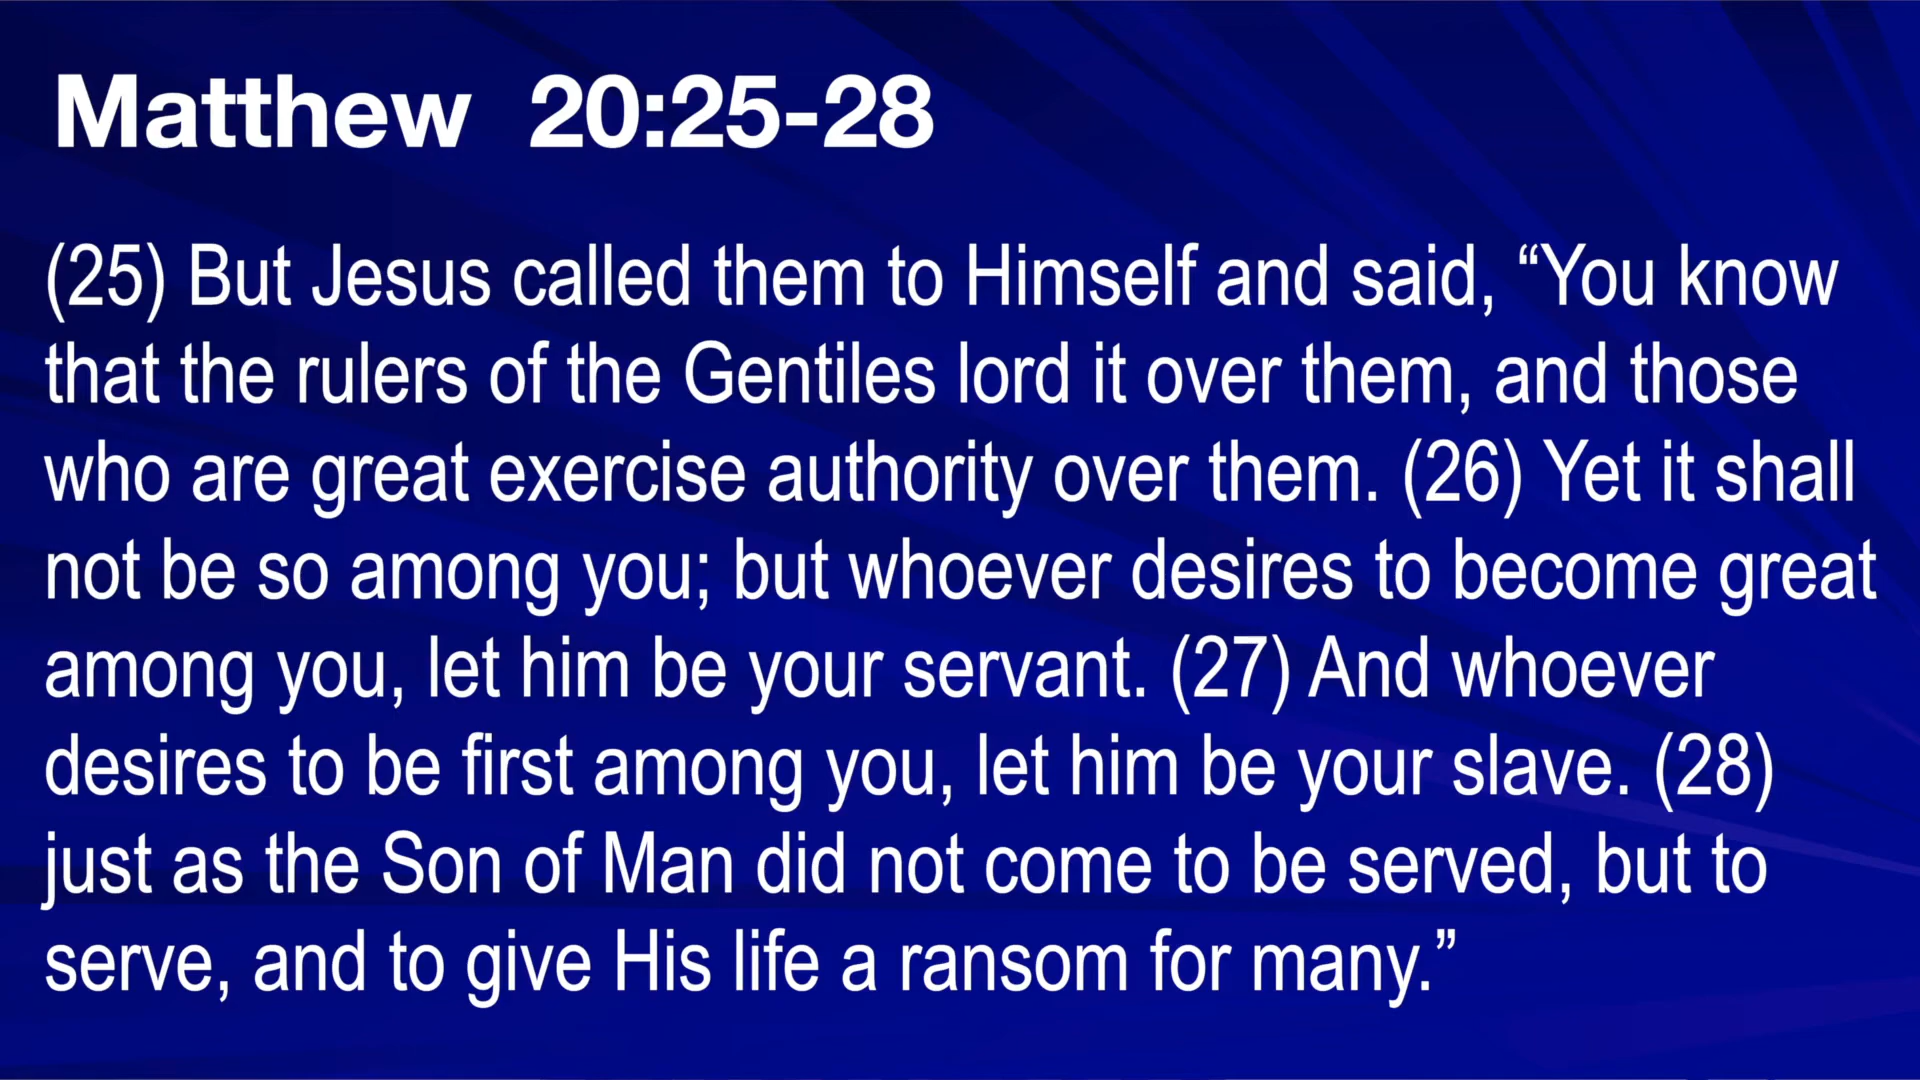 Matthew 20:25-28
(25) But Jesus called them to Himself and said, “You know
that the rulers of the Gentiles lord it over them, and those
who are great exercise authority over them. (26) Yet it shall
not be so among you; but whoever desires to become great
among you, let him be your servant. (27) And whoever
desires to be first among you, let him be your slave. (28)
just as the Son of Man did not come to be served, but to
serve, and to give His life a ransom for many.”